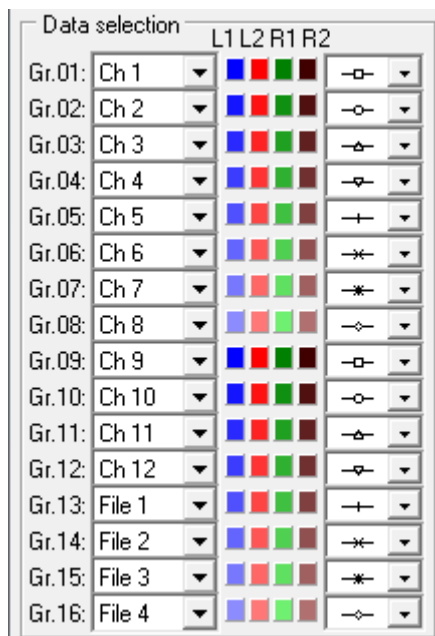 Data selection
L1 L2 R1 R2
Gr.01: Ch 1
Gr.02: Ch 2
Gr.03: Ch 3
Gr.04: Ch 4
Gr.05: Ch 5
Gr.06: Ch 6
Gr.07: Ch 7
Gr.08: Ch 8
Gr.09: Ch 9
Gr.10: Ch 10
Gr.11: Ch 11
Gr.12: Ch 12
Gr.13: File 1
Gr.14: File 2
Gr.15: File 3
Gr.16: File 4